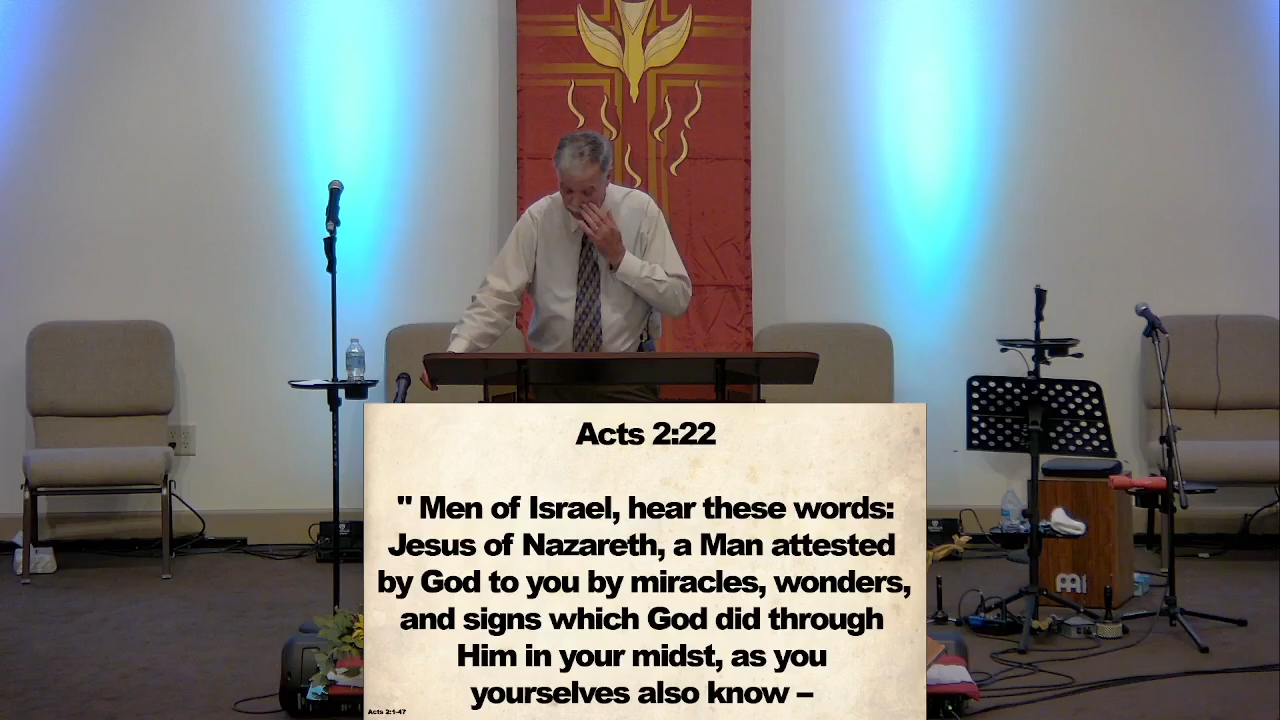 Acts 2:22
" Men of Israel, hear these words:
Jesus of Nazareth, a Man attested
by God to you by miracles, wonders,
and signs which God did through
Him in your midst, as you
yourselves also know –
Acts 2:1-47